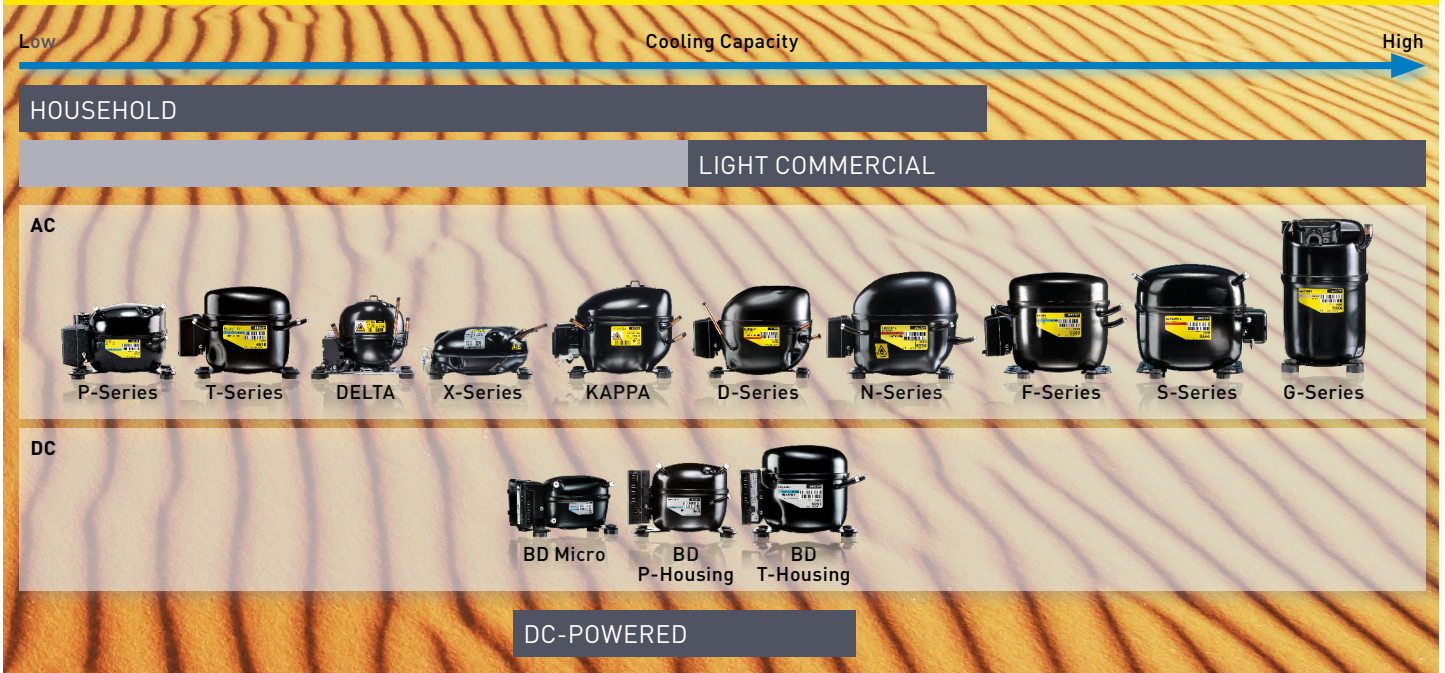 Low Cooling Capacity High
HOUSEHOLD
LIGHT COMMERCIAL
AC
P-Series T-Series DELTA X-Series KAPPA D-Series N-Series F-Series S-Series G-Series
DC
BD Micro BD BD
P-Housing T-Housing
DC-POWERED